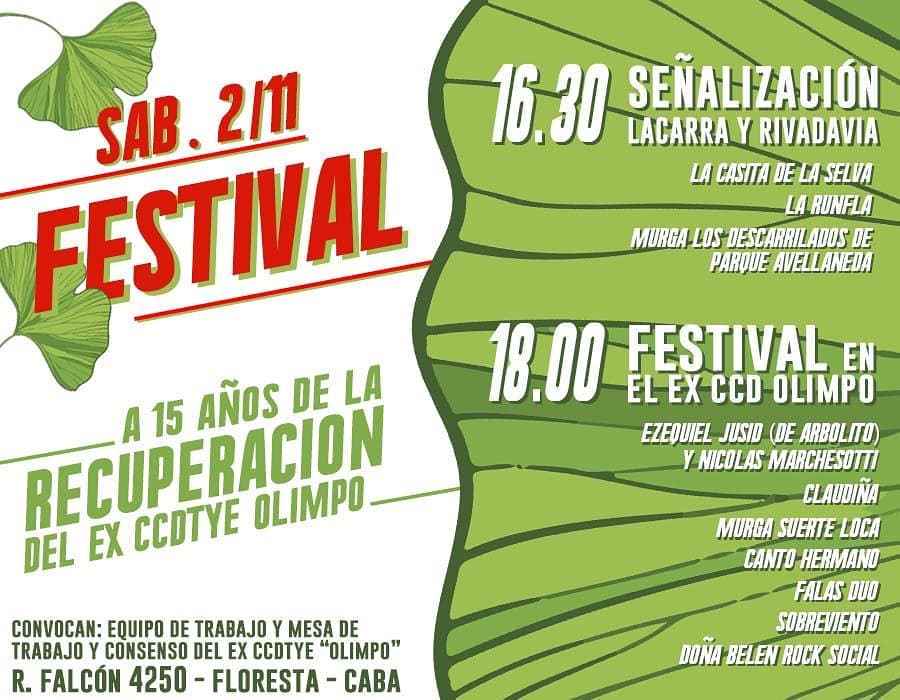 SAB. 2/11
FESTIVAL
A 15 AÑOS DE LA
RECUPERACION
DEL EX CCDTYE OLIMPO
CONVOCAN: EQUIPO DE TRABAJO Y MESA DE
TRABAJO Y CONSENSO DEL EX CCDTYE "OLIMPO"
R. FALCÓN 4250 - FLORESTA - CABA
16.30 SEÑALIZACIÓN
LACARRA Y RIVADAVIA
LA CASITA DE LA SELVA
LA RUNFLA
MURGA LOS DESCARRILADOS DE
PARQUE AVELLANEDA
18.00 FESTIVAL EN
EL EX CCD OLIMPO
EZEQUIEL JUSID (DE ARBOLITO)
Y NICOLAS MARCHESOTTI
CLAUDIÑA
MURGA SUERTE LOCA
CANTO HERMANO
FALAS DUO
SOBREVIENTO
DOÑA BELEN ROCK SOCIAL